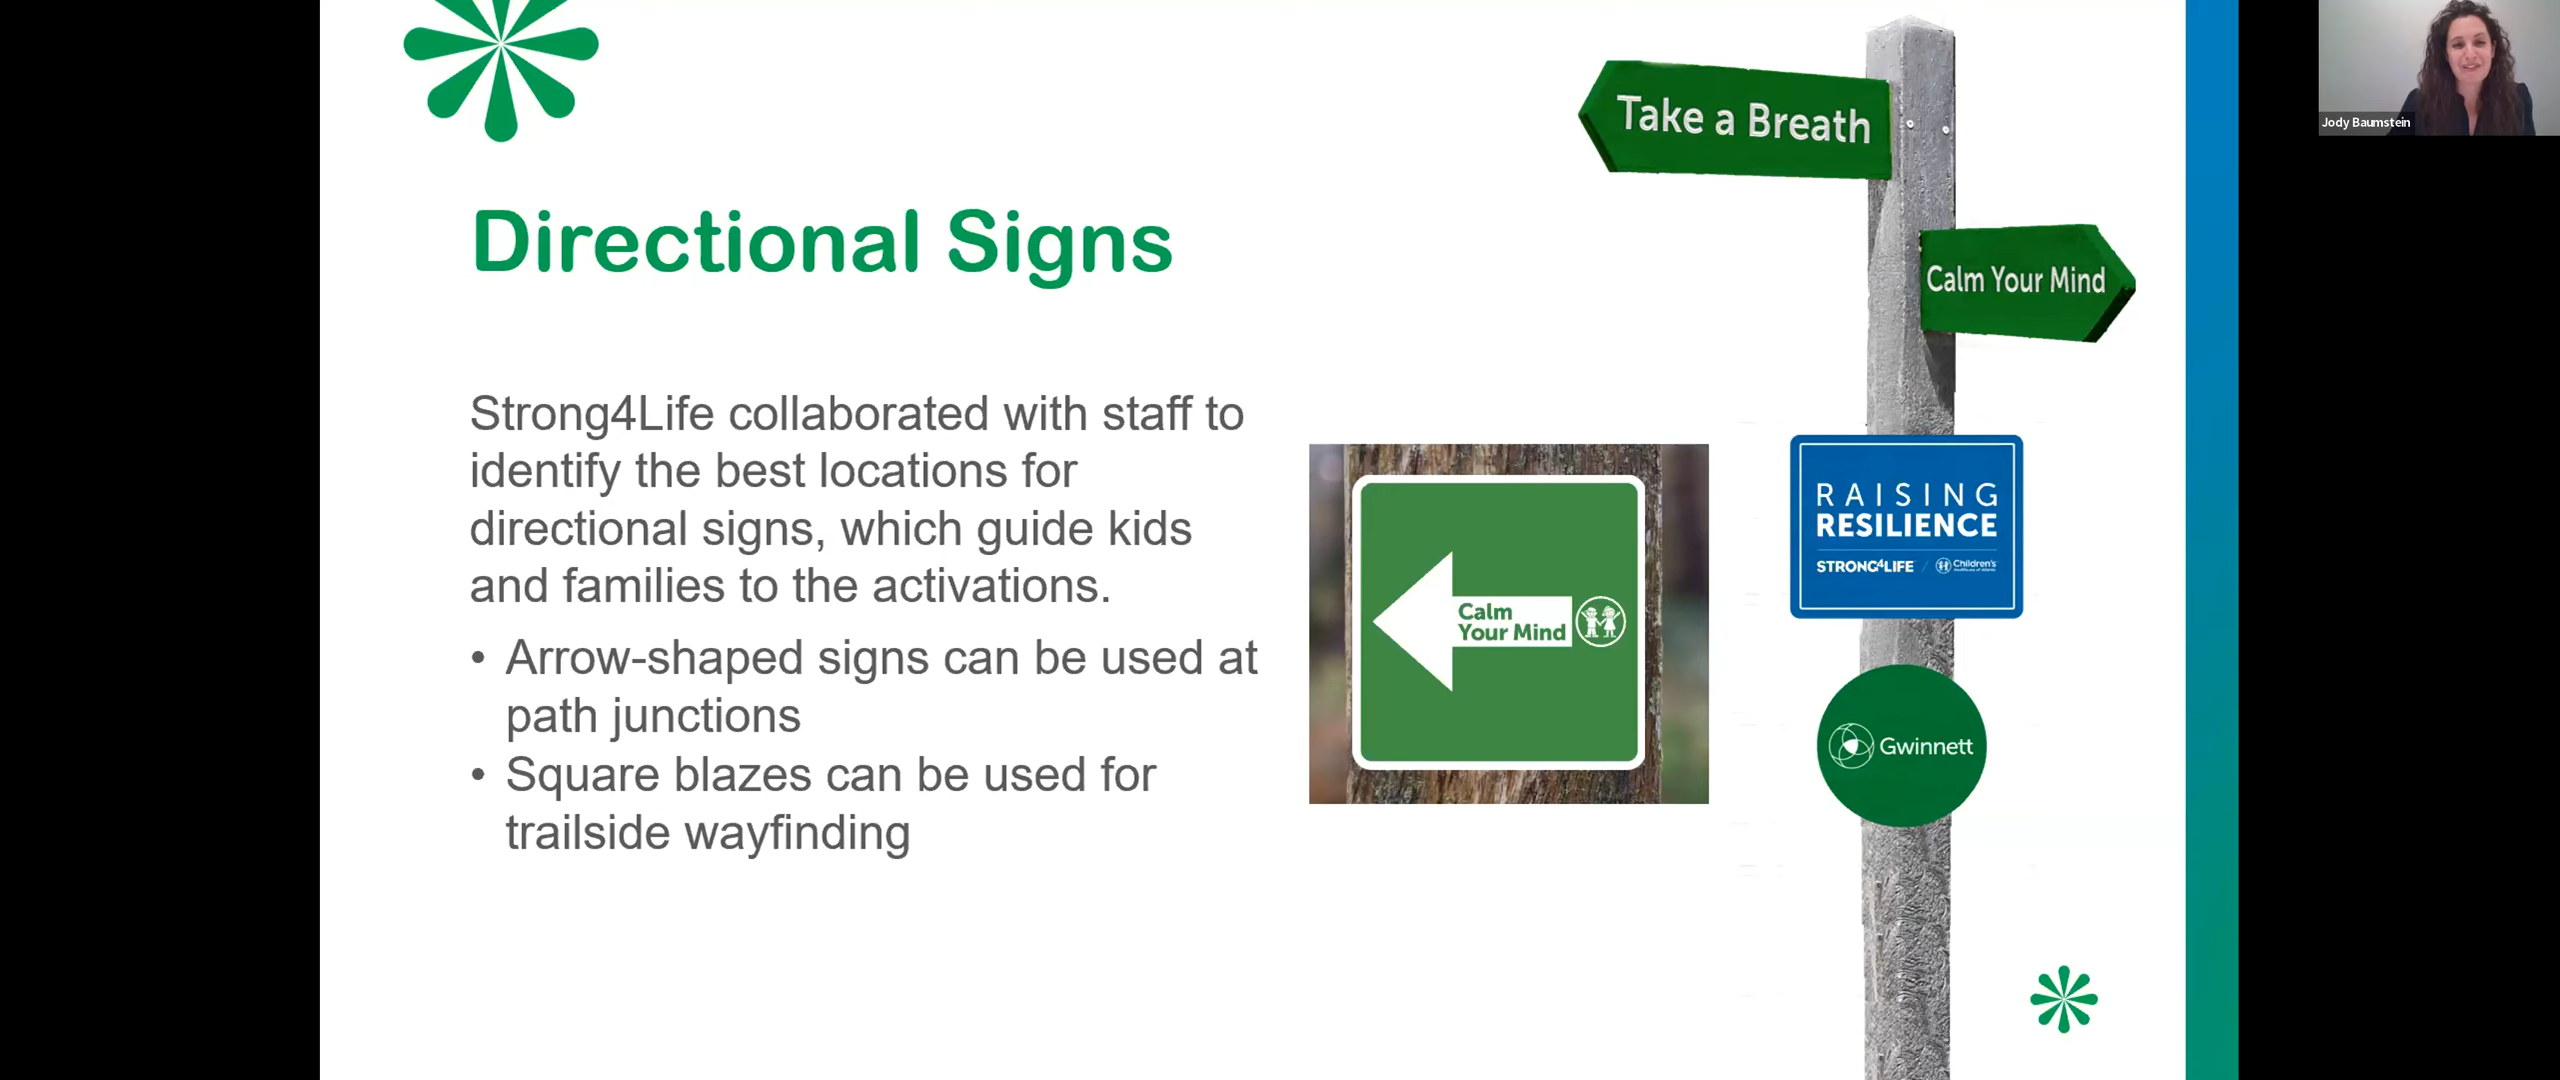 Directional Signs
Strong4Life collaborated with staff to
identify the best locations for
directional signs, which guide kids
and families to the activations.
• Arrow-shaped signs can be used at
path junctions
• Square blazes can be used for
trailside wayfinding
Calm
Your Mind
Take a Breath
Calm Your Mind
RAISING
RESILIENCE
STRONG4LIFE / Children's
Gwinnett
Jody Baumstein